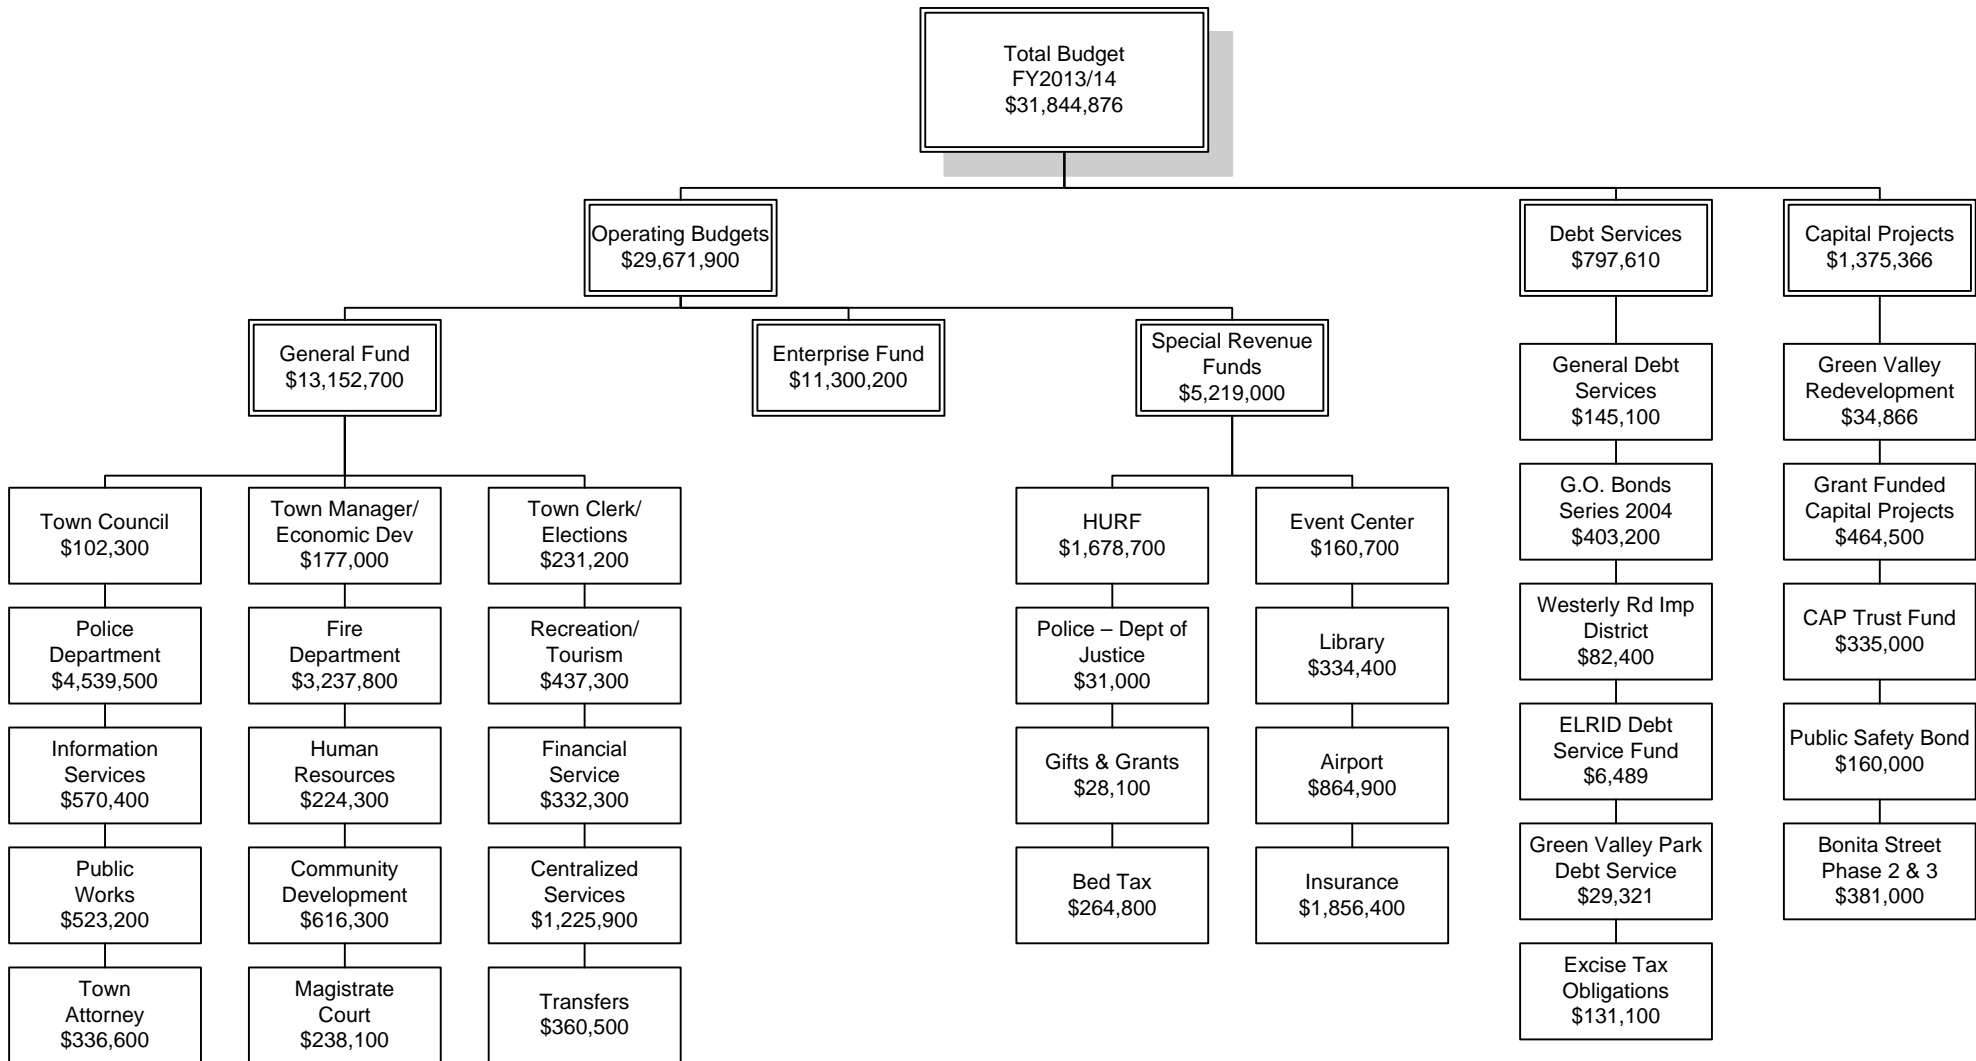 Total Budget
FY2013/14
$31,844,876
Operating Budgets
$29,671,900
Debt Services
$797,610
Capital Projects
$1,375,366
General Fund
$13,152,700
Enterprise Fund
$11,300,200
Special Revenue
Funds
$5,219,000
Town Council
$102,300
Police
Department
$4,539,500
Information
Services
$570,400
Public
Works
$523,200
Town
Attorney
$336,600
Town Manager/
Economic Dev
$177,000
Fire
Department
$3,237,800
Human
Resources
$224,300
Community
Development
$616,300
Magistrate
Court
$238,100
Town Clerk/
Elections
$231,200
Recreation/
Tourism
$437,300
Financial
Service
$332,300
Centralized
Services
$1,225,900
Transfers
$360,500
HURF
$1,678,700
Police – Dept of
Justice
$31,000
Gifts & Grants
$28,100
Bed Tax
$264,800
Event Center
$160,700
Library
$334,400
Airport
$864,900
Insurance
$1,856,400
General Debt
Services
$145,100
G.O. Bonds
Series 2004
$403,200
Westerly Rd Imp
District
$82,400
ELRID Debt
Service Fund
$6,489
Green Valley Park
Debt Service
$29,321
Excise Tax
Obligations
$131,100
Green Valley
Redevelopment
$34,866
Grant Funded
Capital Projects
$464,500
CAP Trust Fund
$335,000
Public Safety Bond
$160,000
Bonita Street
Phase 2 & 3
$381,000